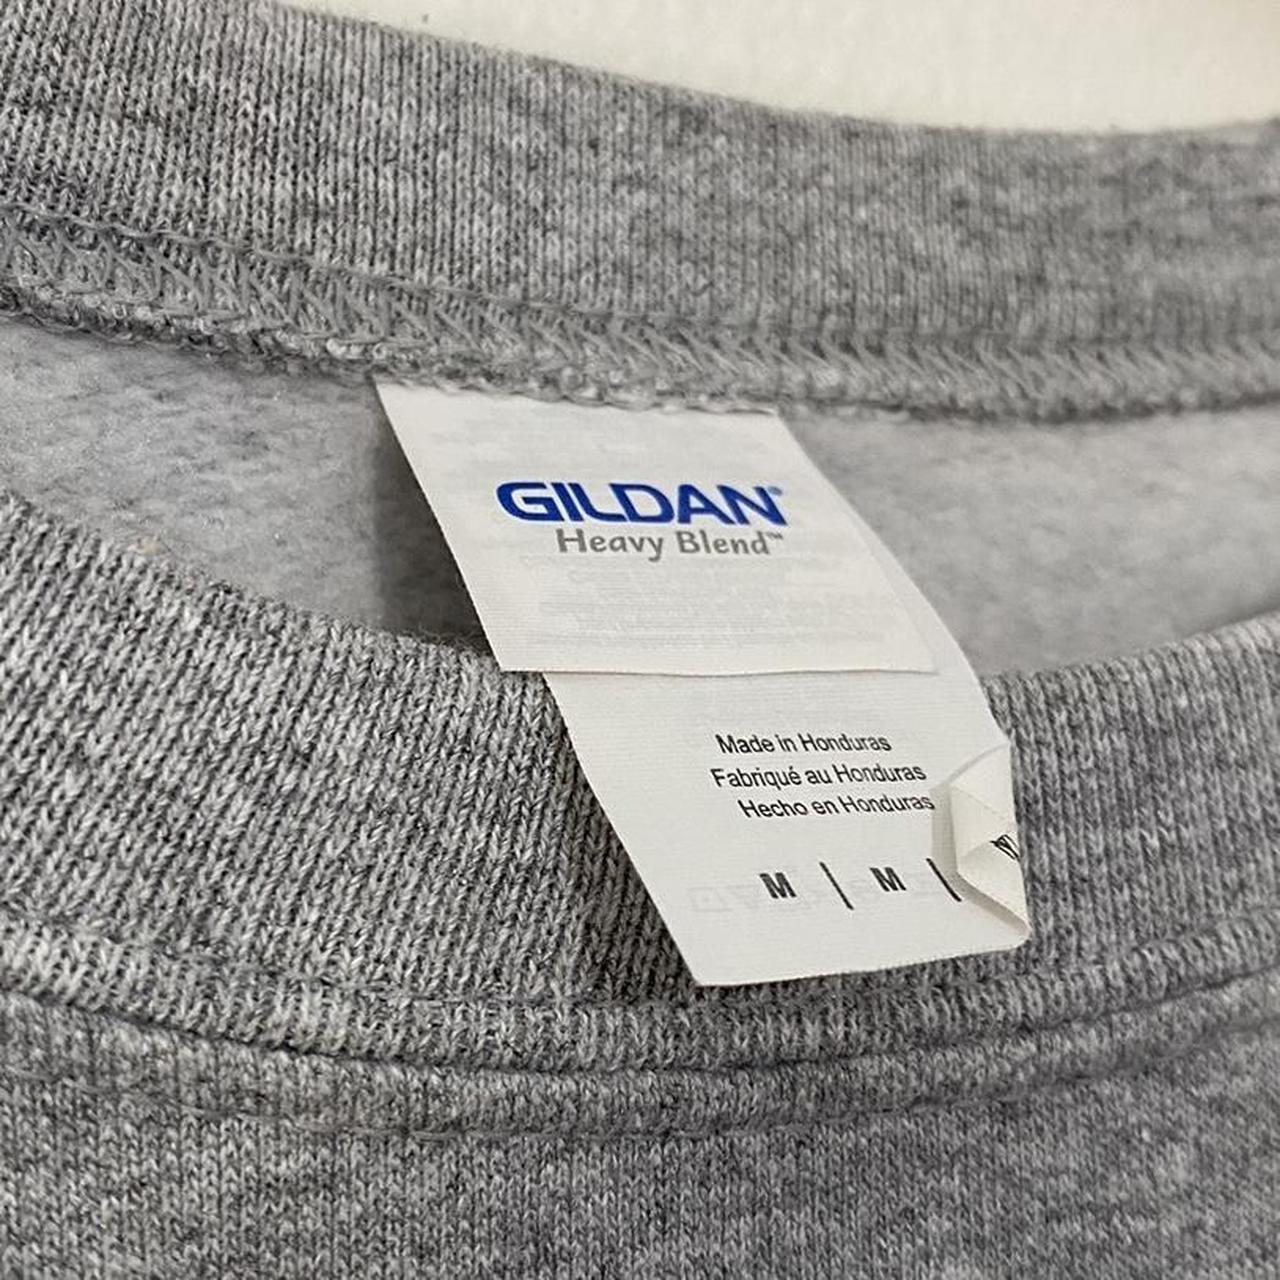 GILDAN®
Heavy Blend™
Made in Honduras
Fabriqué au Honduras
Hecho en Honduras
M | M |